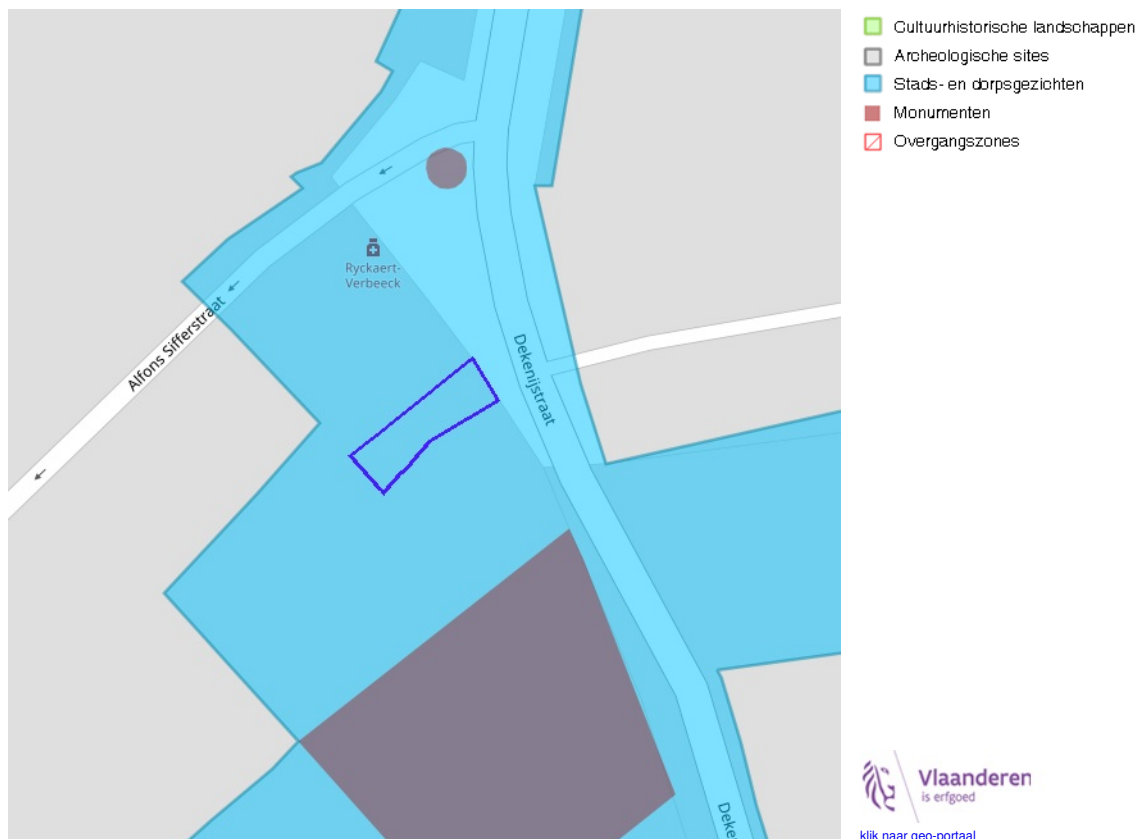 Ryckaert-
Verbeeck
Alfons Sifferstraat
Dekenijstraat
Deke
Cultuurhistorische landschappen
Archeologische sites
Stads- en dorpsgezichten
Monumenten
Overgangszones
Vlaanderen
is erfgoed
klik naar geo-portaal